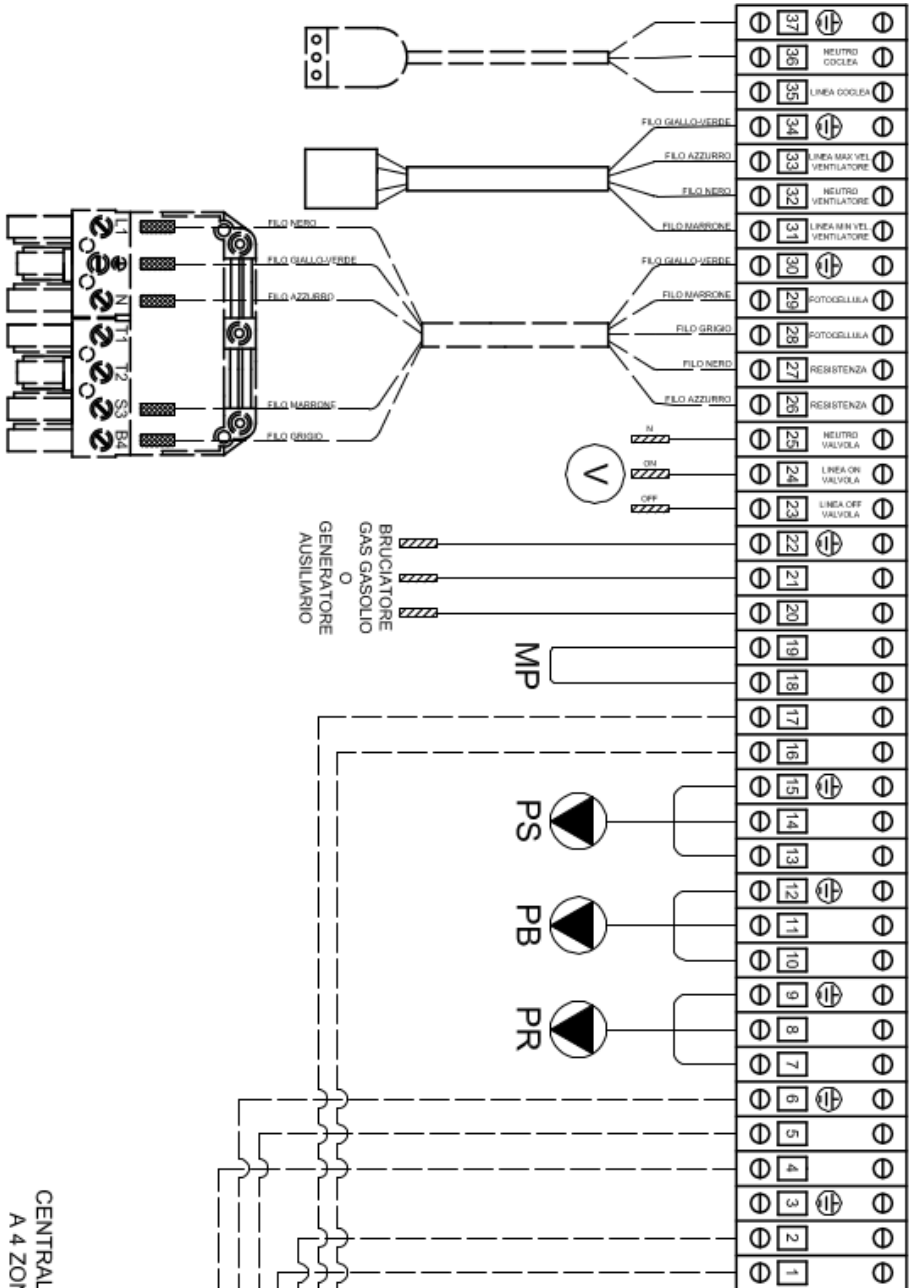 37
36 NEUTRO
COCLEA
35 LINEA COCLEA
34
FILO GIALLO-VERDE
33 LINEA MAX VEL.
VENTILATORE
FILO AZZURRO
32 NEUTRO
VENTILATORE
FILO NERO
31 LINEA MIN VEL.
VENTILATORE
FILO MARRONE
30
FILO GIALLO-VERDE
29 FOTOCELLULA
FILO MARRONE
28 FOTOCELLULA
FILO GRIGIO
27 RESISTENZA
FILO NERO
26 RESISTENZA
FILO AZZURRO
25 NEUTRO
VALVOLA
N
24 LINEA ON
VALVOLA
ON
23 LINEA OFF
VALVOLA
OFF
V
L1
FILO NERO
FILO GIALLO-VERDE
N
FILO AZZURRO
T1
T2
S3
FILO MARRONE
B4
FILO GRIGIO
22
21
20
BRUCIATORE
GAS GASOLIO
O
GENERATORE
AUSILIARIO
19
18
MP
17
16
15
14
13
PS
12
11
10
PB
9
8
7
PR
6
5
4
3
2
1
CENTRAL
A 4 ZON